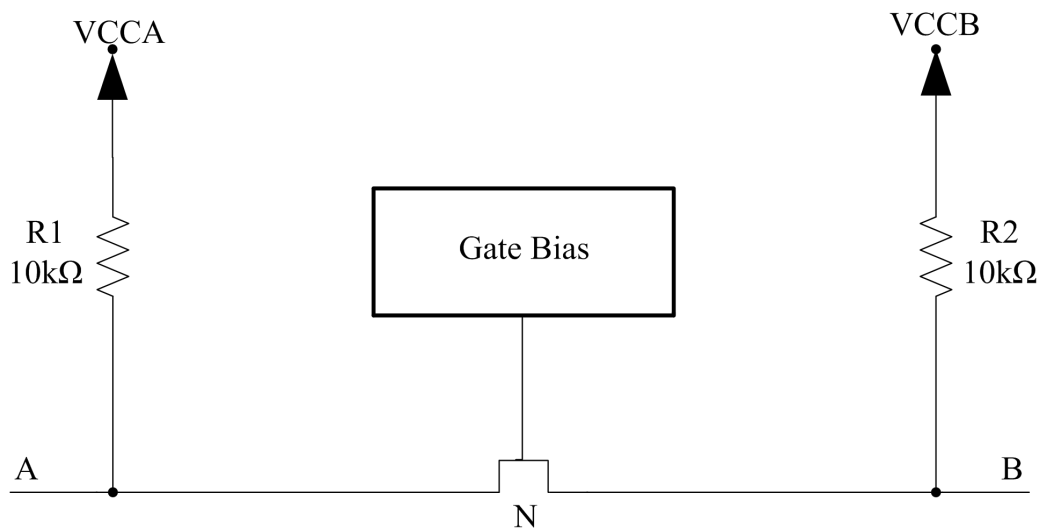 VCCA
VCCB
R1
10kΩ
Gate Bias
R2
10kΩ
A
B
N